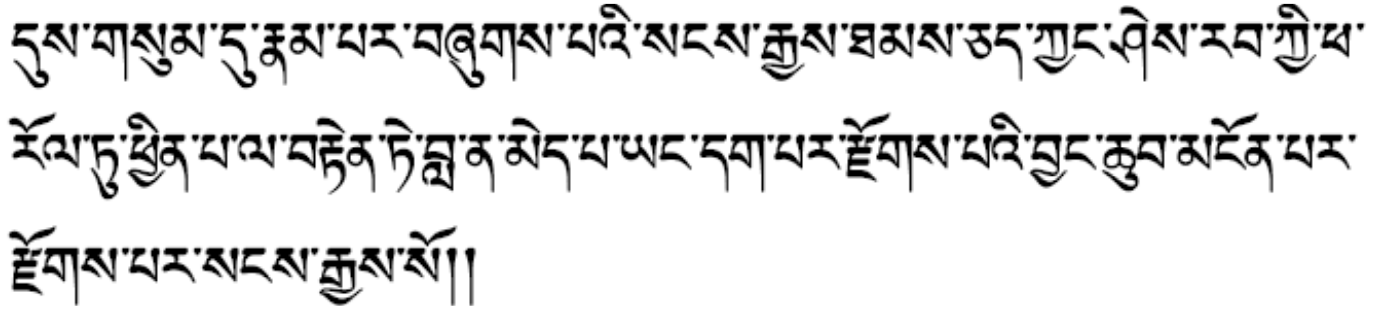 དུས་གསུམ་དུ་རྣམ་པར་བཞུགས་པའི་སངས་རྒྱས་ཐམས་ཅད་ཀྱང་ཤེས་རབ་ཀྱི་ཕ་
རོལ་ཏུ་ཕྱིན་པ་ལ་བརྟེན་ཏེ་བླ་ན་མེད་པ་ཡང་དག་པར་རྫོགས་པའི་བྱང་ཆུབ་མངོན་པར་
རྫོགས་པར་སངས་རྒྱས་སོ།།